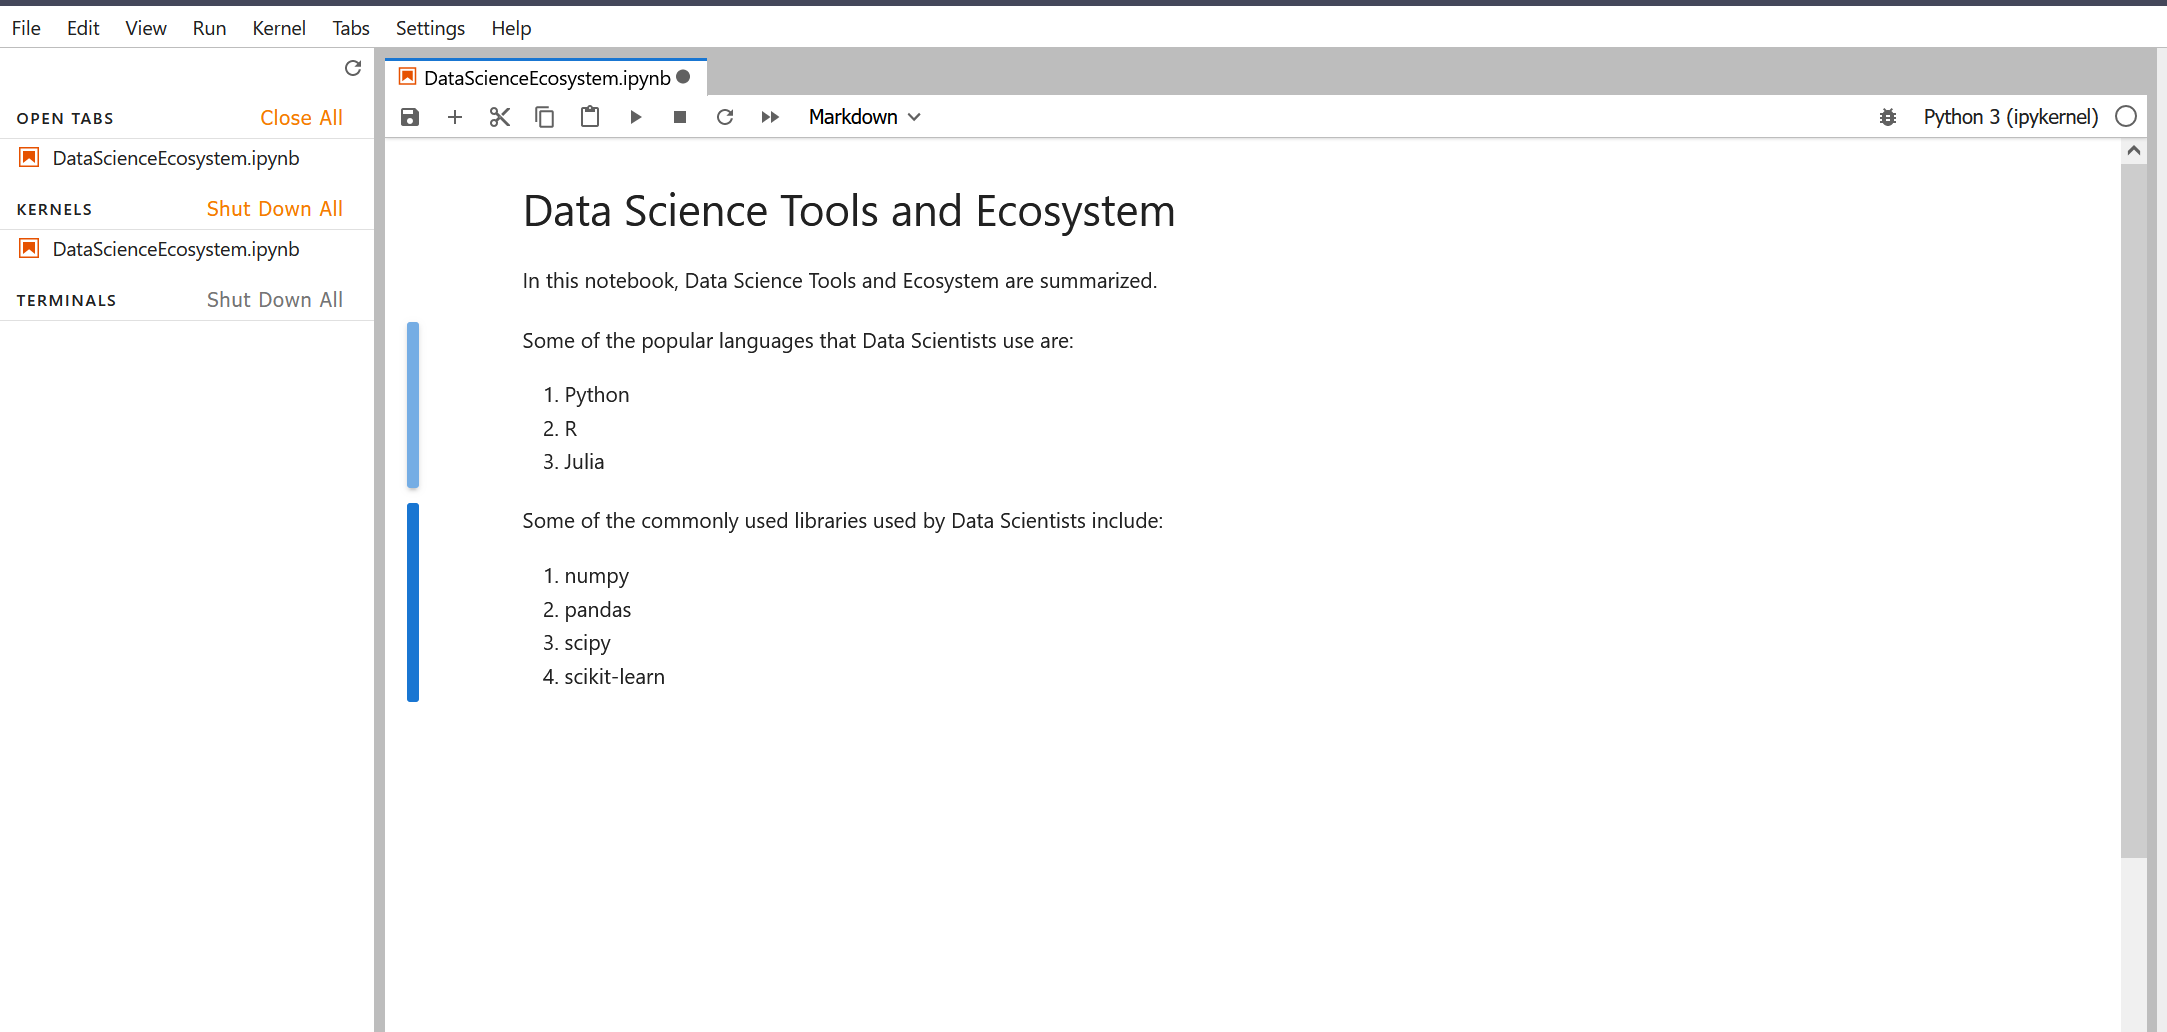 File Edit View Run Kernel Tabs Settings Help
OPEN TABS Close All
DataScienceEcosystem.ipynb
KERNELS Shut Down All
DataScienceEcosystem.ipynb
TERMINALS Shut Down All
DataScienceEcosystem.ipynb
Markdown Python 3 (ipykernel)
Data Science Tools and Ecosystem
In this notebook, Data Science Tools and Ecosystem are summarized.
Some of the popular languages that Data Scientists use are:
1. Python
2. R
3. Julia
Some of the commonly used libraries used by Data Scientists include:
1. numpy
2. pandas
3. scipy
4. scikit-learn